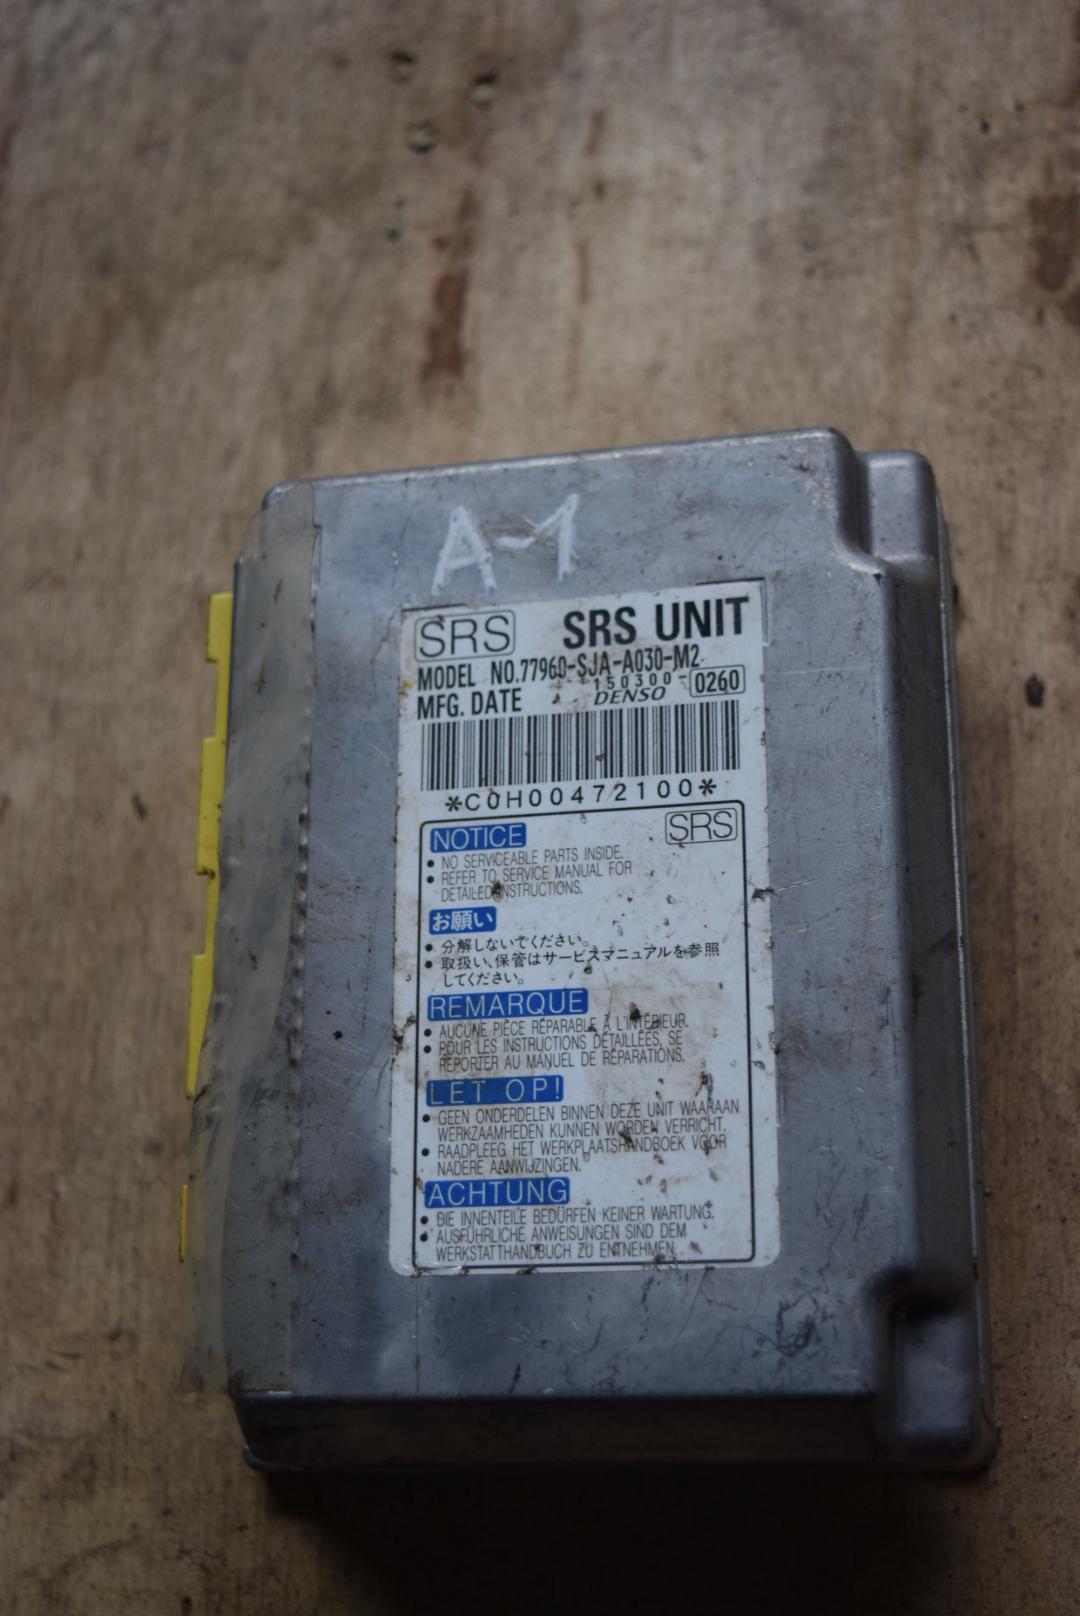 A-1
SRS SRS UNIT
MODEL NO.77960-SJA-A030-M2
150300-0260
MFG. DATE DENSO
*C0H00472100*
NOTICE SRS
• NO SERVICEABLE PARTS INSIDE.
• REFER TO SERVICE MANUAL FOR
DETAILED INSTRUCTIONS.
お願い
• 分解しないでください。
• 取扱い、保管はサービスマニュアルを参照
してください。
REMARQUE
• AUCUNE PIÈCE RÉPARABLE À L'INTÉRIEUR.
• POUR LES INSTRUCTIONS DÉTAILLÉES, SE
REPORTER AU MANUEL DE RÉPARATIONS.
LET OP!
• GEEN ONDERDELEN BINNEN DEZE UNIT WAARAAN
WERKZAAMHEDEN KUNNEN WORDEN VERRICHT.
• RAADPLEEG HET WERKPLAATSHANDBOEK VOOR
NADERE AANWIJZINGEN.
ACHTUNG
• DIE INNENTEILE BEDÜRFEN KEINER WARTUNG.
• AUSFÜHRLICHE ANWEISUNGEN SIND DEM
WERKSTATTHANDBUCH ZU ENTNEHMEN.